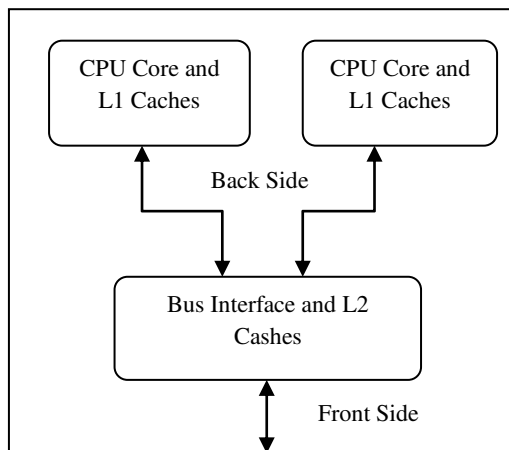 CPU Core and
L1 Caches
CPU Core and
L1 Caches
Back Side
Bus Interface and L2
Cashes
Front Side